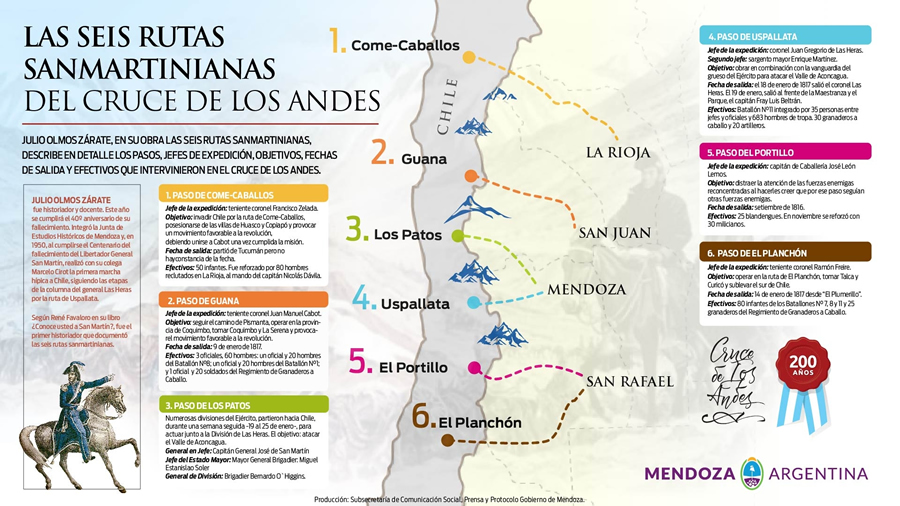 LAS SEIS RUTAS
SANMARTINIANAS
DEL CRUCE DE LOS ANDES
JULIO OLMOS ZÁRATE, EN SU OBRA LAS SEIS RUTAS SANMARTINIANAS,
DESCRIBE EN DETALLE LOS PASOS, JEFES DE EXPEDICIÓN, OBJETIVOS, FECHAS
DE SALIDA Y EFECTIVOS QUE INTERVINIERON EN EL CRUCE DE LOS ANDES.
JULIO OLMOS ZÁRATE
fue historiador y docente. Este año
se cumplirá el 40º aniversario de su
fallecimiento. Integró la Junta de
Estudios Históricos de Mendoza y, en
1950, al cumplirse el Centenario del
fallecimiento del Libertador General
San Martín, realizó con su colega
Marcelo Cirot la primera marcha
hípica a Chile, siguiendo las etapas
de la columna del general Las Heras
por la ruta de Uspallata.
Según René Favaloro en su libro
¿Conoce usted a San Martín?, fue el
primer historiador que documentó
las seis rutas sanmartinianas.
1. PASO DE COME-CABALLOS
Jefe de la expedición: teniente coronel Francisco Zelada.
Objetivo: invadir Chile por la ruta de Come-Caballos,
posesionarse de las villas de Huasco y Copiapó y provocar
un movimiento favorable a la revolución,
debiendo unirse a Cabot una vez cumplida la misión.
Fecha de salida: partió de Tucumán pero no
hay constancia de la fecha.
Efectivos: 50 infantes. Fue reforzado por 80 hombres
reclutados en La Rioja, al mando del capitán Nicolás Dávila.
2. PASO DE GUANA
Jefe de la expedición: teniente coronel Juan Manuel Cabot.
Objetivo: seguir el camino de Pismanta, operar en la provin-
cia de Coquimbo, tomar Coquimbo y La Serena y provoca-
rel movimiento favorable a la revolución.
Fecha de salida: 9 de enero de 1817.
Efectivos: 3 oficiales, 60 hombres: un oficial y 20 hombres
del Batallón Nº8; un oficial y 20 hombres del Batallón Nº1;
y 1 oficial y 20 soldados del Regimiento de Granaderos a
Caballo.
3. PASO DE LOS PATOS
Numerosas divisiones del Ejército, partieron hacia Chile,
durante una semana seguida -19 al 25 de enero-, para
actuar junto a la División de Las Heras. El objetivo: atacar
el Valle de Aconcagua.
General en Jefe: Capitán General José de San Martín
Jefe del Estado Mayor: Mayor General Brigadier: Miguel
Estanislao Soler
General de División: Brigadier Bernardo O´Higgins.
CHILE
1. Come-Caballos
LA RIOJA
2. Guana
SAN JUAN
3. Los Patos
MENDOZA
4. Uspallata
5. El Portillo
SAN RAFAEL
6. El Planchón
4. PASO DE USPALLATA
Jefe de la expedición: coronel Juan Gregorio de Las Heras.
Segundo jefe: sargento mayor Enrique Martínez.
Objetivo: obrar en combinación con la vanguardia del
grueso del Ejército para atacar el Valle de Aconcagua.
Fecha de salida: el 18 de enero de 1817 salió el coronel Las
Heras. El 19 de enero, salió al frente de la Maestranza y el
Parque, el capitán Fray Luis Beltrán.
Efectivos: Batallón Nº11 integrado por 35 personas entre
jefes y oficiales y 683 hombres de tropa. 30 granaderos a
caballo y 20 artilleros.
5. PASO DEL PORTILLO
Jefe de la expedición: capitán de Caballería José León
Lemos.
Objetivo: distraer la atención de las fuerzas enemigas
reconcentradas al hacerles creer que por ese paso seguían
otras fuerzas enemigas.
Fecha de salida: setiembre de 1816.
Efectivos: 25 blandengues. En noviembre se reforzó con
30 milicianos.
6. PASO DE EL PLANCHÓN
Jefe de la expedición: teniente coronel Ramón Freire.
Objetivo: operar en la ruta de El Planchón, tomar Talca y
Curicó y sublevar el sur de Chile.
Fecha de salida: 14 de enero de 1817 desde "El Plumerillo".
Efectivos: 80 infantes de los Batallones Nº 7, 8 y 11 y 25
granaderos del Regimiento de Granaderos a Caballo.
Cruce
de Los
Andes
200
AÑOS
MENDOZA ARGENTINA
Producción: Subsecretaría de Comunicación Social, Prensa y Protocolo Gobierno de Mendoza.